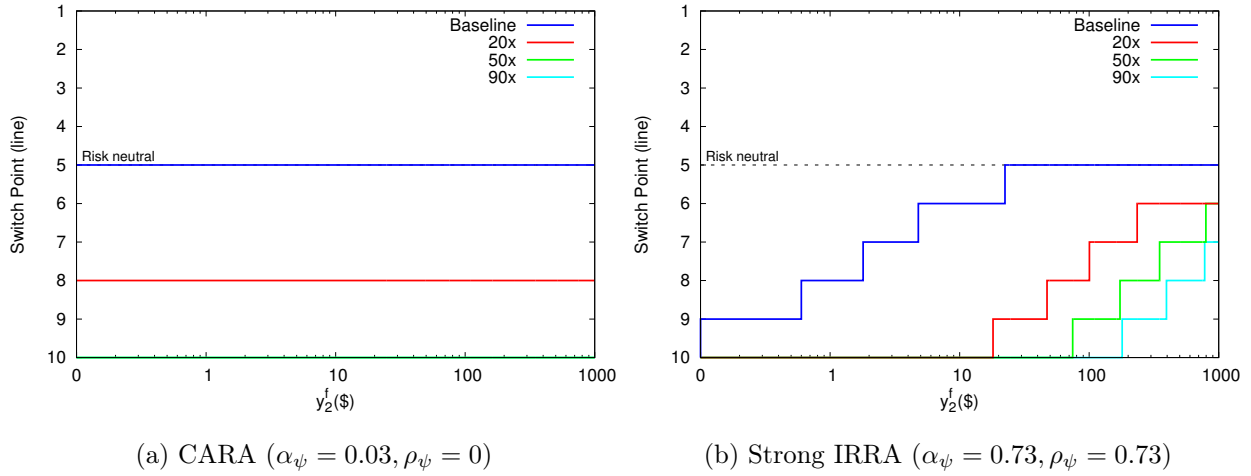 1
2
3
4
5
6
7
8
9
10
Switch Point (line)
Risk neutral
Baseline
20x
50x
90x
0
1
10
100
1000
y₂ᶠ($)
(a) CARA (αψ = 0.03, ρψ = 0)
1
2
3
4
5
6
7
8
9
10
Switch Point (line)
Risk neutral
Baseline
20x
50x
90x
0
1
10
100
1000
y₂ᶠ($)
(b) Strong IRRA (αψ = 0.73, ρψ = 0.73)